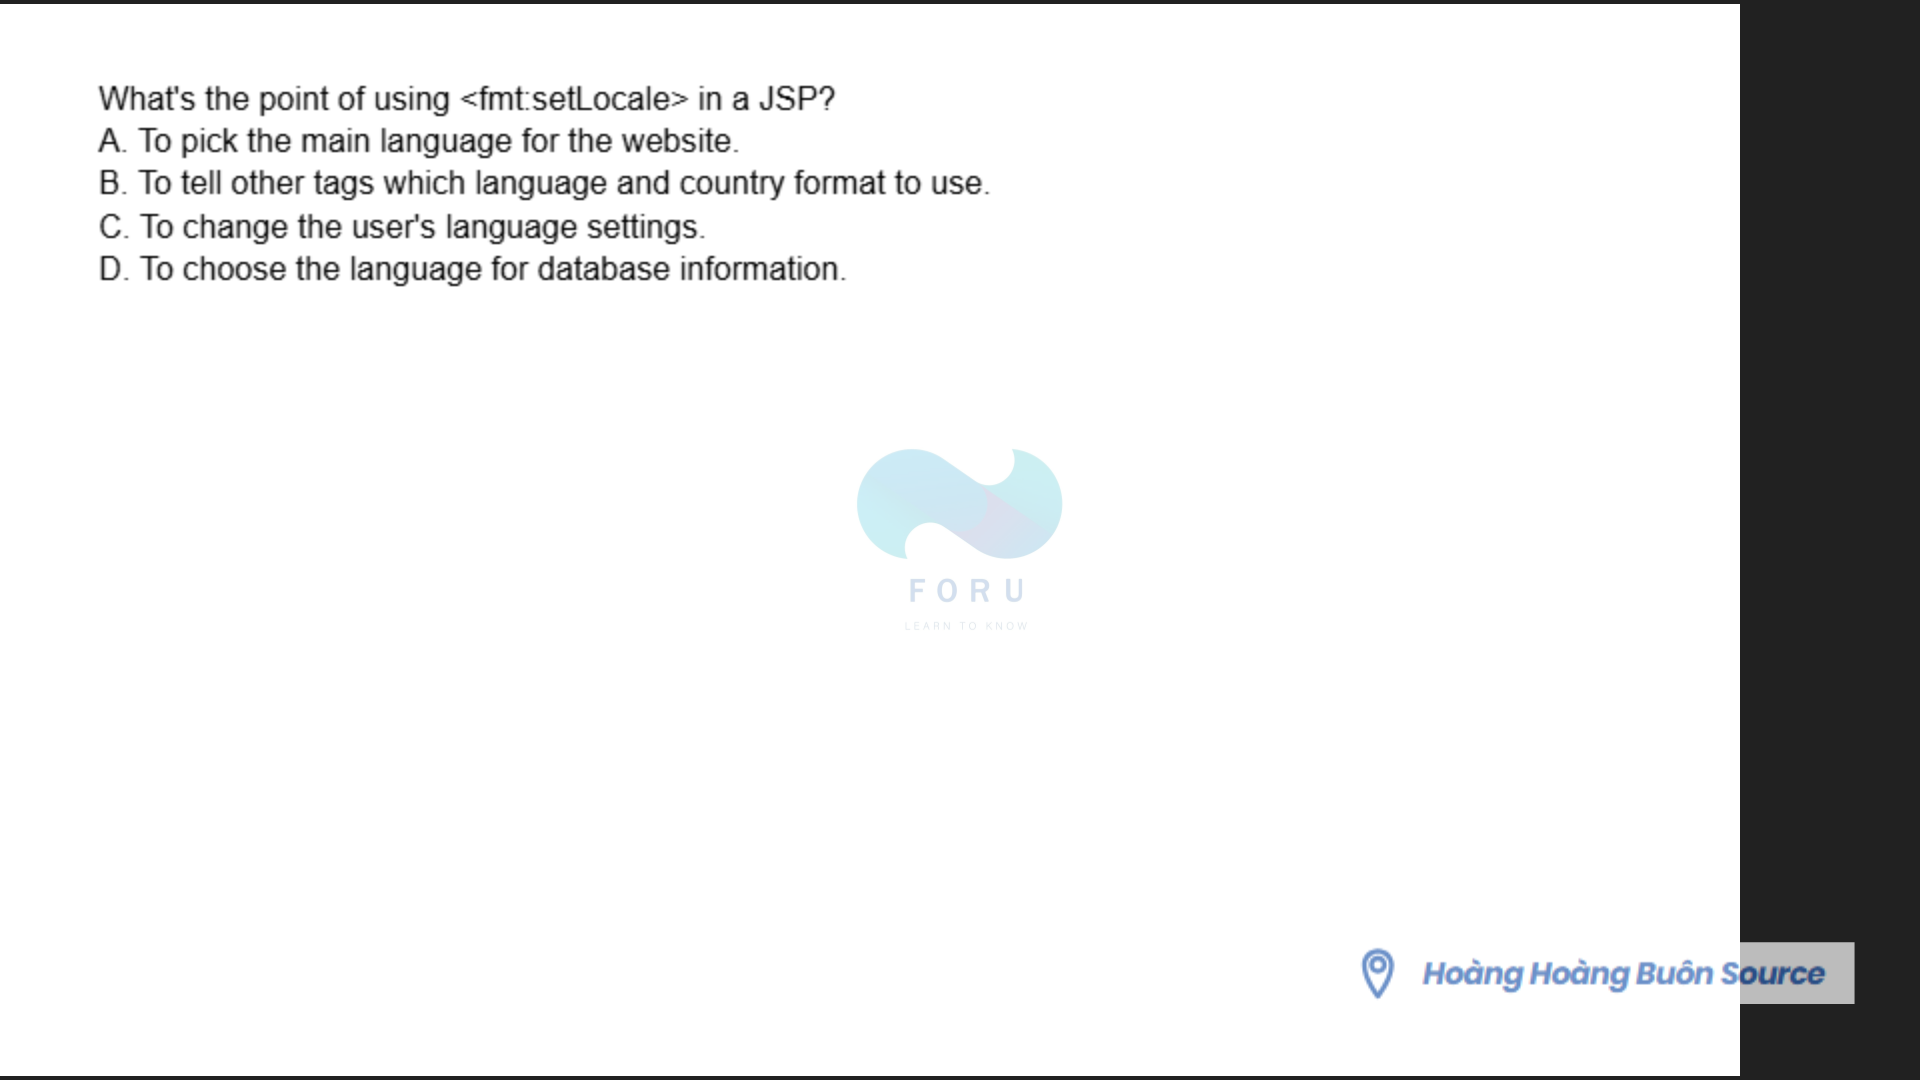 What's the point of using <fmt:setLocale> in a JSP?
A. To pick the main language for the website.
B. To tell other tags which language and country format to use.
C. To change the user's language settings.
D. To choose the language for database information.
FORU
LEARN TO KNOW
Hoàng Hoàng Buôn Source